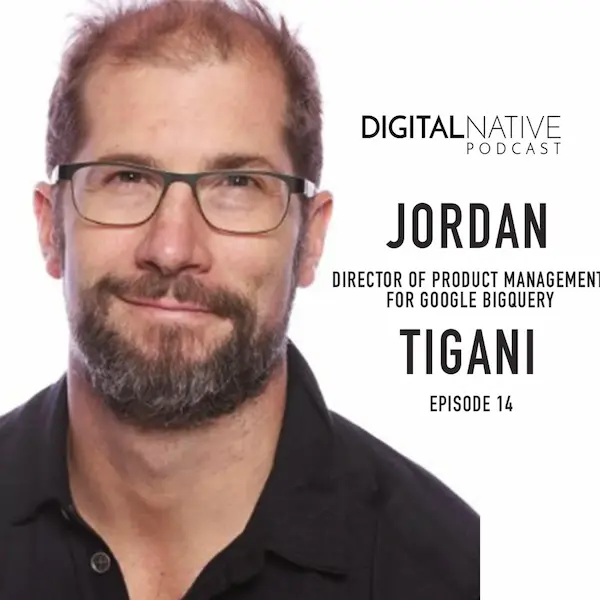 DIGITALNATIVE
PODCAST
JORDAN
DIRECTOR OF PRODUCT MANAGEMENT
FOR GOOGLE BIGQUERY
TIGANI
EPISODE 14